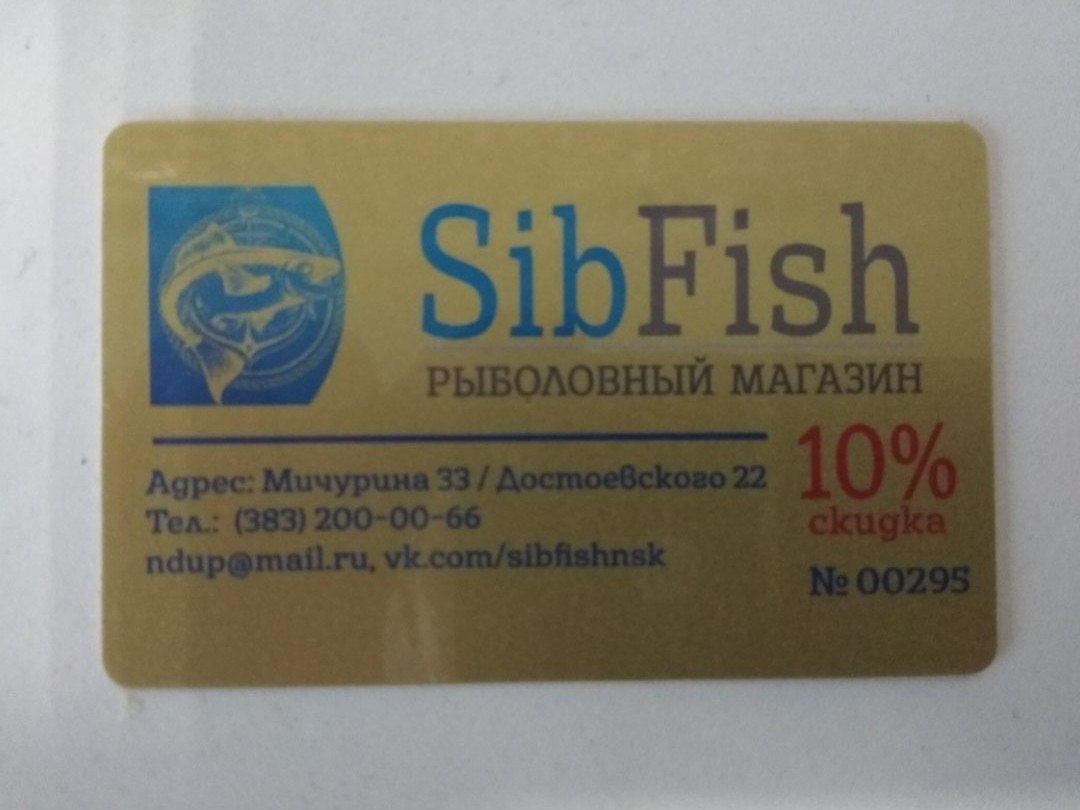 SibFish
РЫБОЛОВНЫЙ МАГАЗИН
Адрес: Мичурина 33 / Достоевского 22
Тел.: (383) 200-00-66
ndup@mail.ru, vk.com/sibfishnsk
10%
скидка
№ 00295